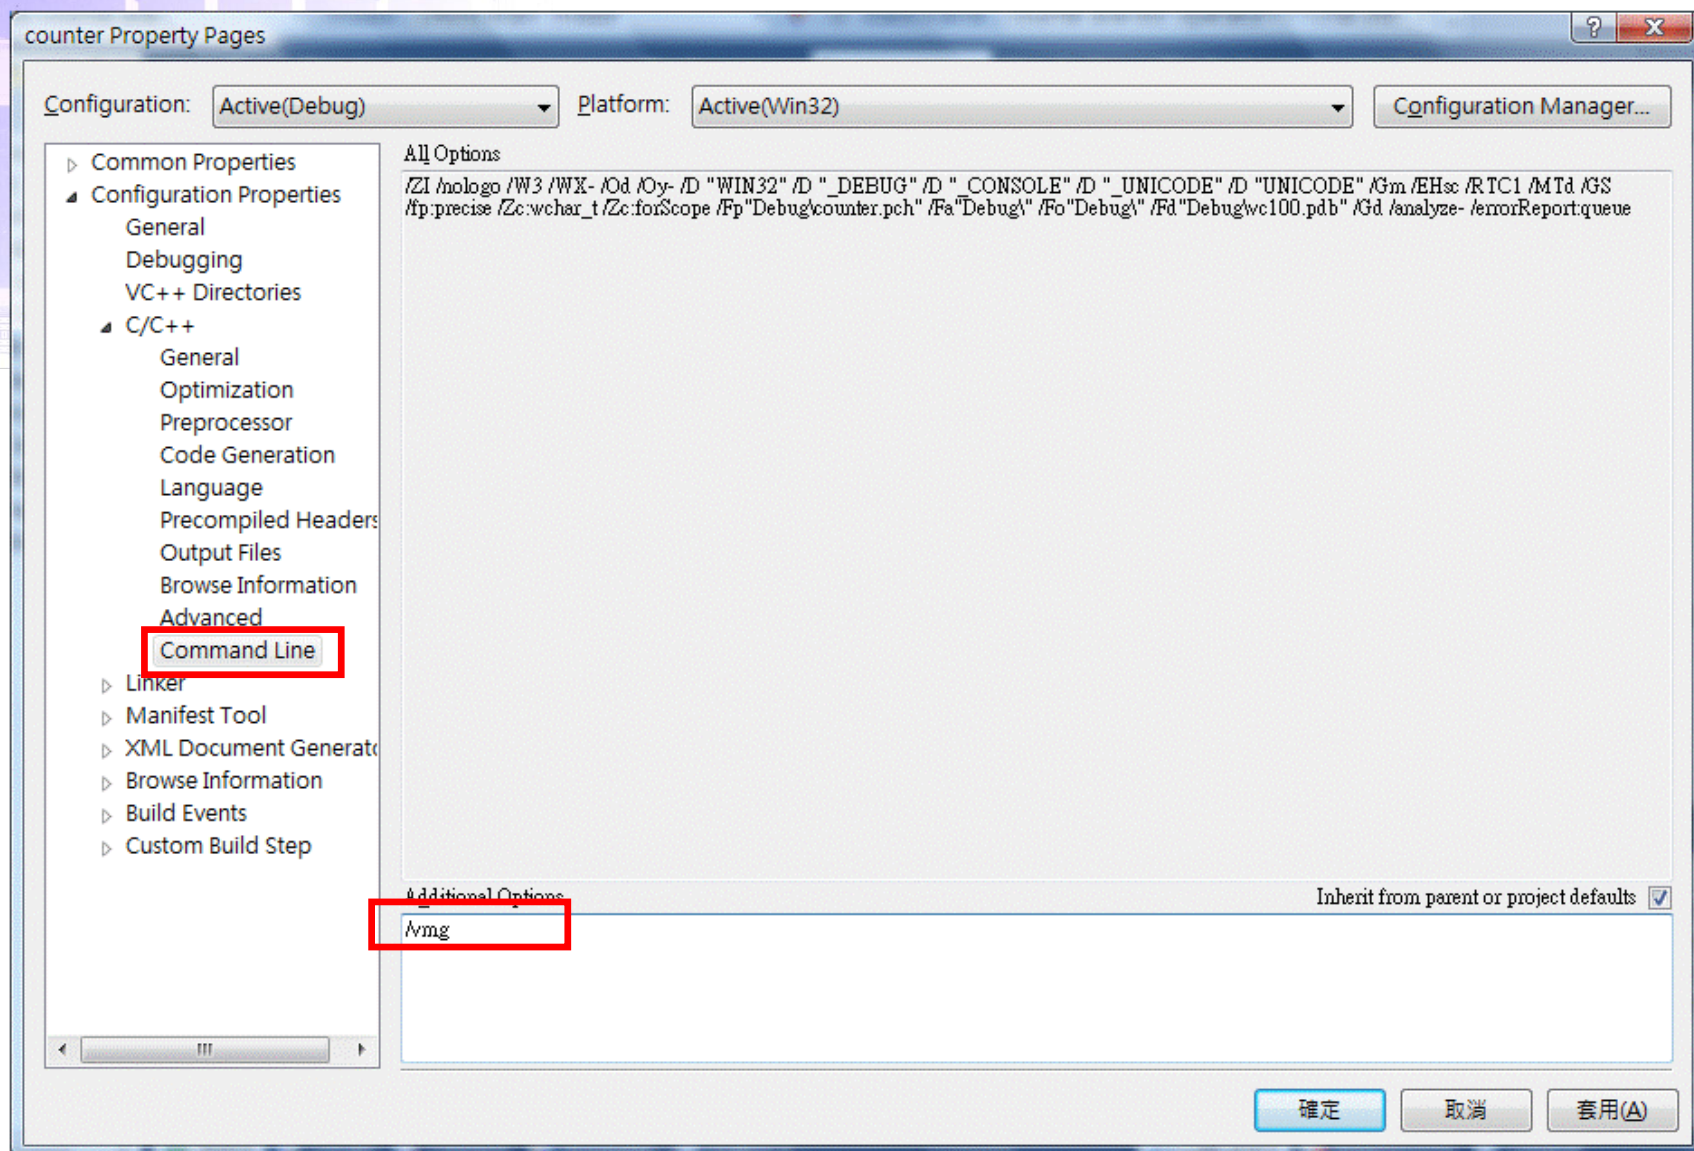 counter Property Pages
Configuration: Active(Debug) Platform: Active(Win32) Configuration Manager...
Common Properties
Configuration Properties
General
Debugging
VC++ Directories
C/C++
General
Optimization
Preprocessor
Code Generation
Language
Precompiled Headers
Output Files
Browse Information
Advanced
Command Line
Linker
Manifest Tool
XML Document Generato
Browse Information
Build Events
Custom Build Step
All Options
/ZI /nologo /W3 /WX- /Od /Oy- /D "WIN32" /D "_DEBUG" /D "_CONSOLE" /D "_UNICODE" /D "UNICODE" /Gm /EHsc /RTC1 /MTd /GS
/fp:precise /Zc:wchar_t /Zc:forScope /Fp"Debug\counter.pch" /Fa"Debug\" /Fo"Debug\" /Fd"Debug\vc100.pdb" /Gd /analyze- /errorReport:queue
Additional Options Inherit from parent or project defaults
/vmg
確定 取消 套用(A)